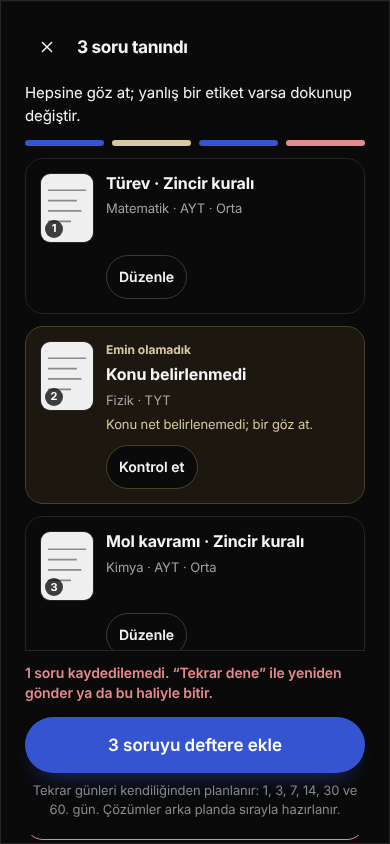 3 soru tanındı
Hepsine göz at; yanlış bir etiket varsa dokunup
değiştir.
1
Türev · Zincir kuralı
Matematik · AYT · Orta
Düzenle
2
Emin olamadık
Konu belirlenmedi
Fizik · TYT
Konu net belirlenemedi; bir göz at.
Kontrol et
3
Mol kavramı · Zincir kuralı
Kimya · AYT · Orta
Düzenle
1 soru kaydedilemedi. “Tekrar dene” ile yeniden
gönder ya da bu haliyle bitir.
3 soruyu deftere ekle
Tekrar günleri kendiliğinden planlanır: 1, 3, 7, 14, 30 ve
60. gün. Çözümler arka planda sırayla hazırlanır.